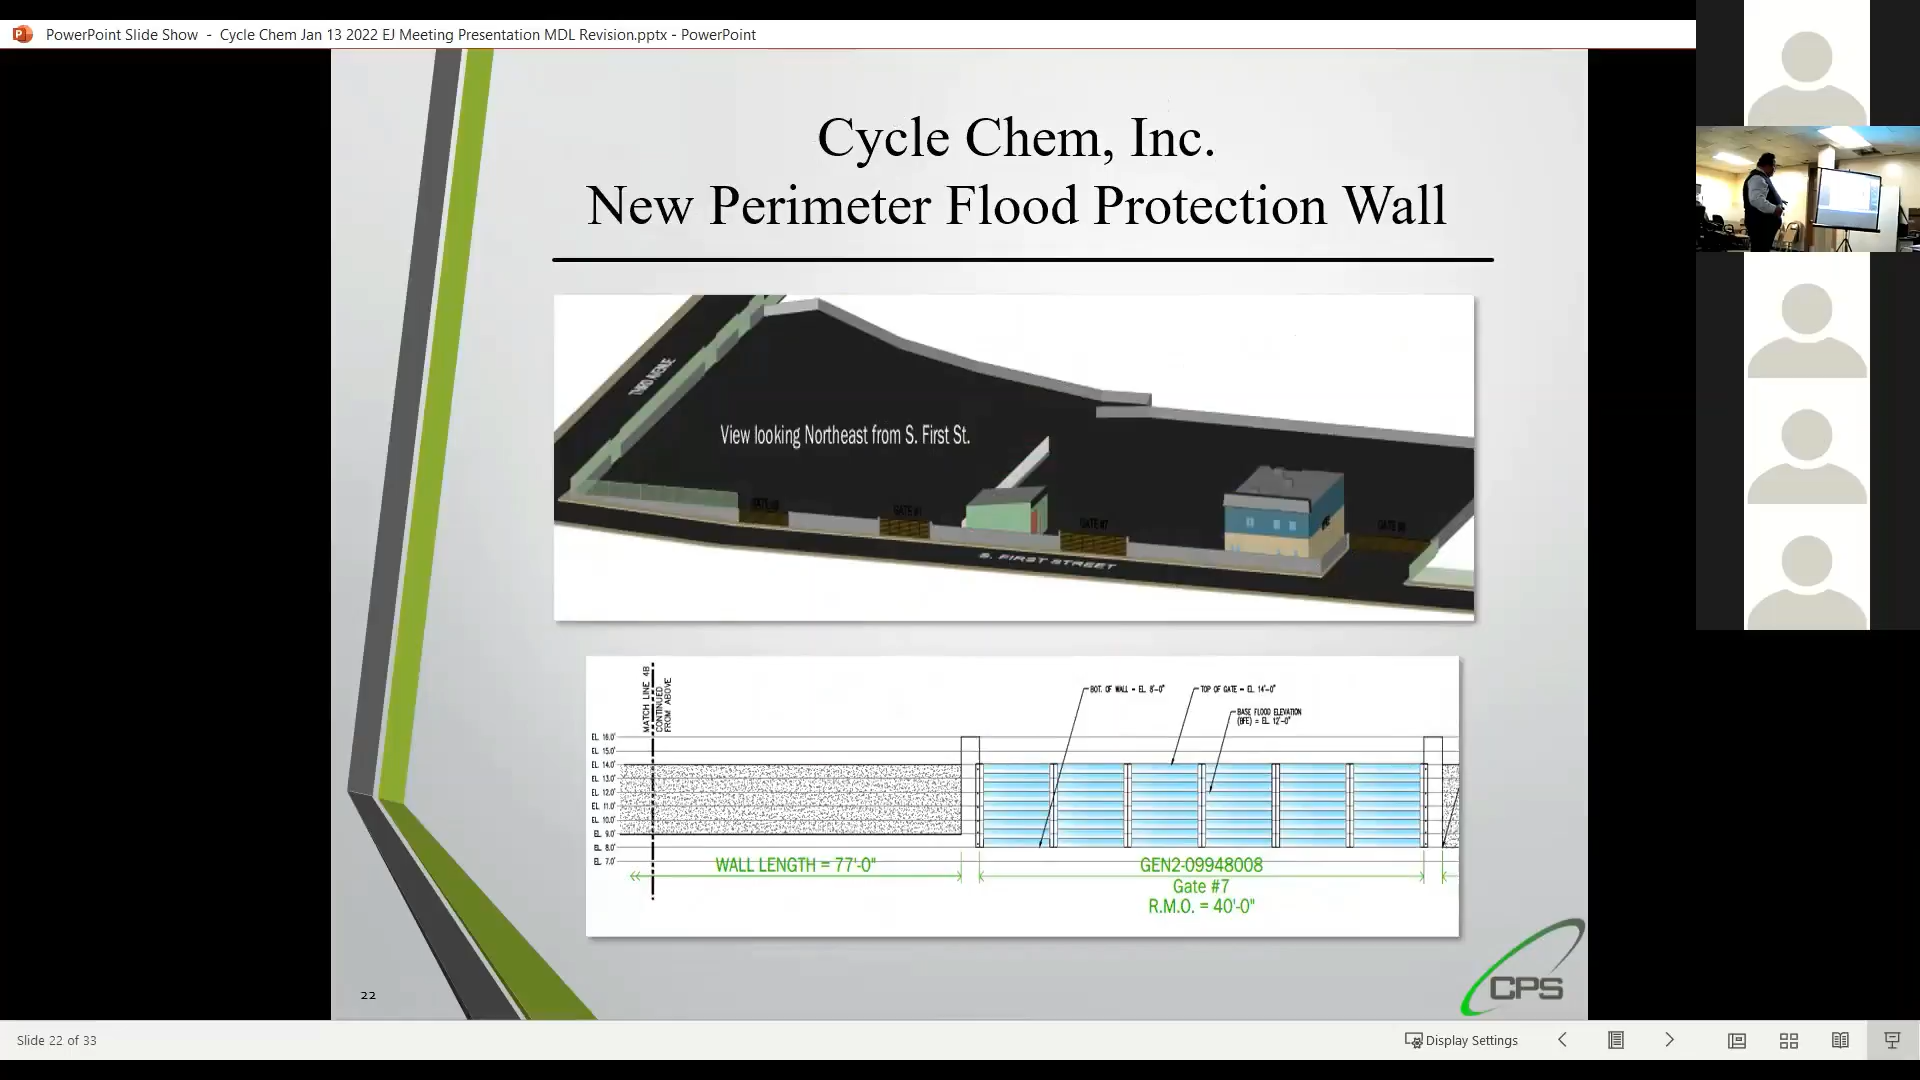 PowerPoint Slide Show - Cycle Chem Jan 13 2022 EJ Meeting Presentation MDL Revision.pptx - PowerPoint
Cycle Chem, Inc.
New Perimeter Flood Protection Wall
THIRD AVENUE
View looking Northeast from S. First St.
GATE #7
S. FIRST STREET
MATCH LINE 4B
CONTINUED
FROM ABOVE
BOT. OF WALL = EL. 8'-0"
TOP OF GATE = EL. 14'-0"
BASE FLOOD ELEVATION
(BFE) = EL. 12'-0"
EL. 16.0'
EL. 15.0'
EL. 14.0'
EL. 13.0'
EL. 12.0'
EL. 11.0'
EL. 10.0'
EL. 9.0'
EL. 8.0'
EL. 7.0'
WALL LENGTH = 77'-0"
GEN2-09948008
Gate #7
R.M.O. = 40'-0"
CPS
22
Slide 22 of 33
Display Settings